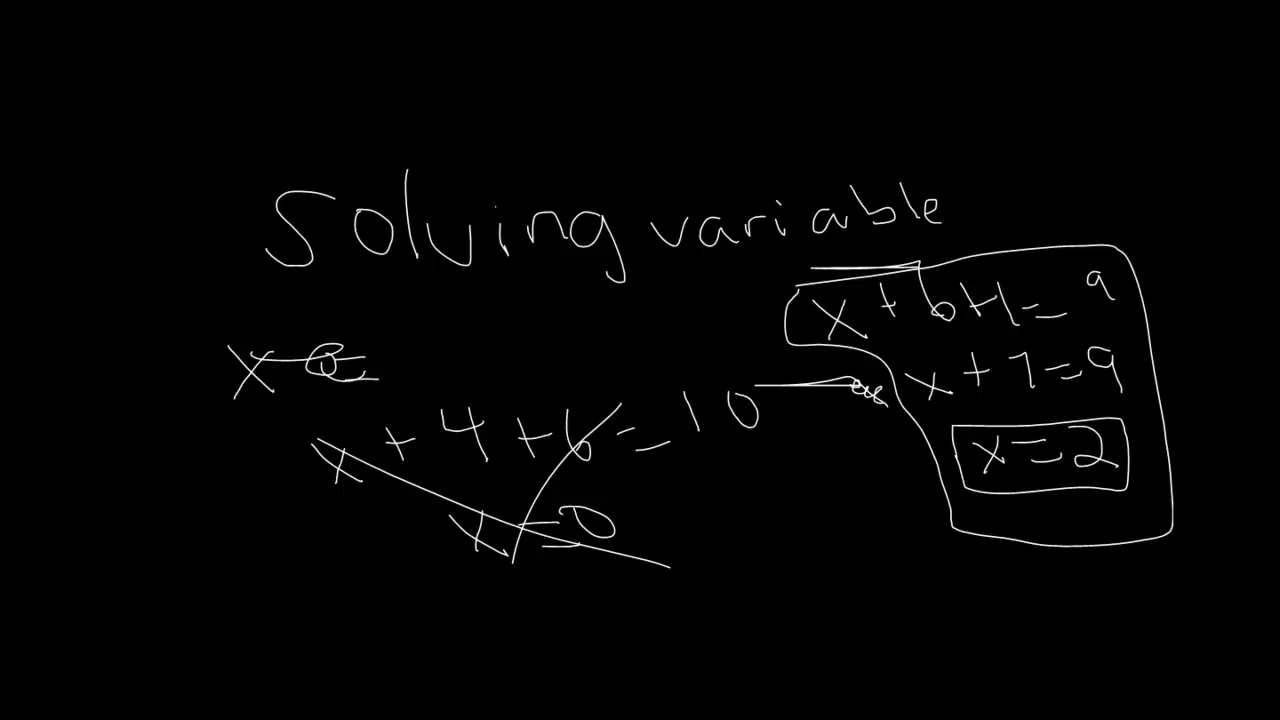 Solving variable
x + 6 + 1 = 9
x + 7 = 9
x = 2
x + 4 + 6 = 10
x = 0